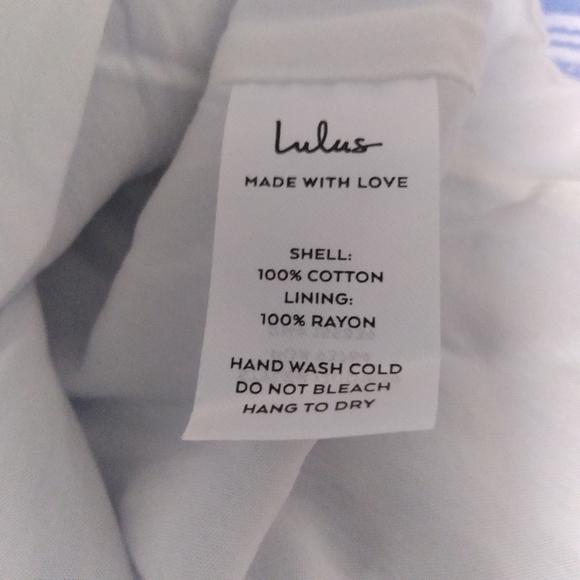 Lulus
MADE WITH LOVE
SHELL:
100% COTTON
LINING:
100% RAYON
HAND WASH COLD
DO NOT BLEACH
HANG TO DRY